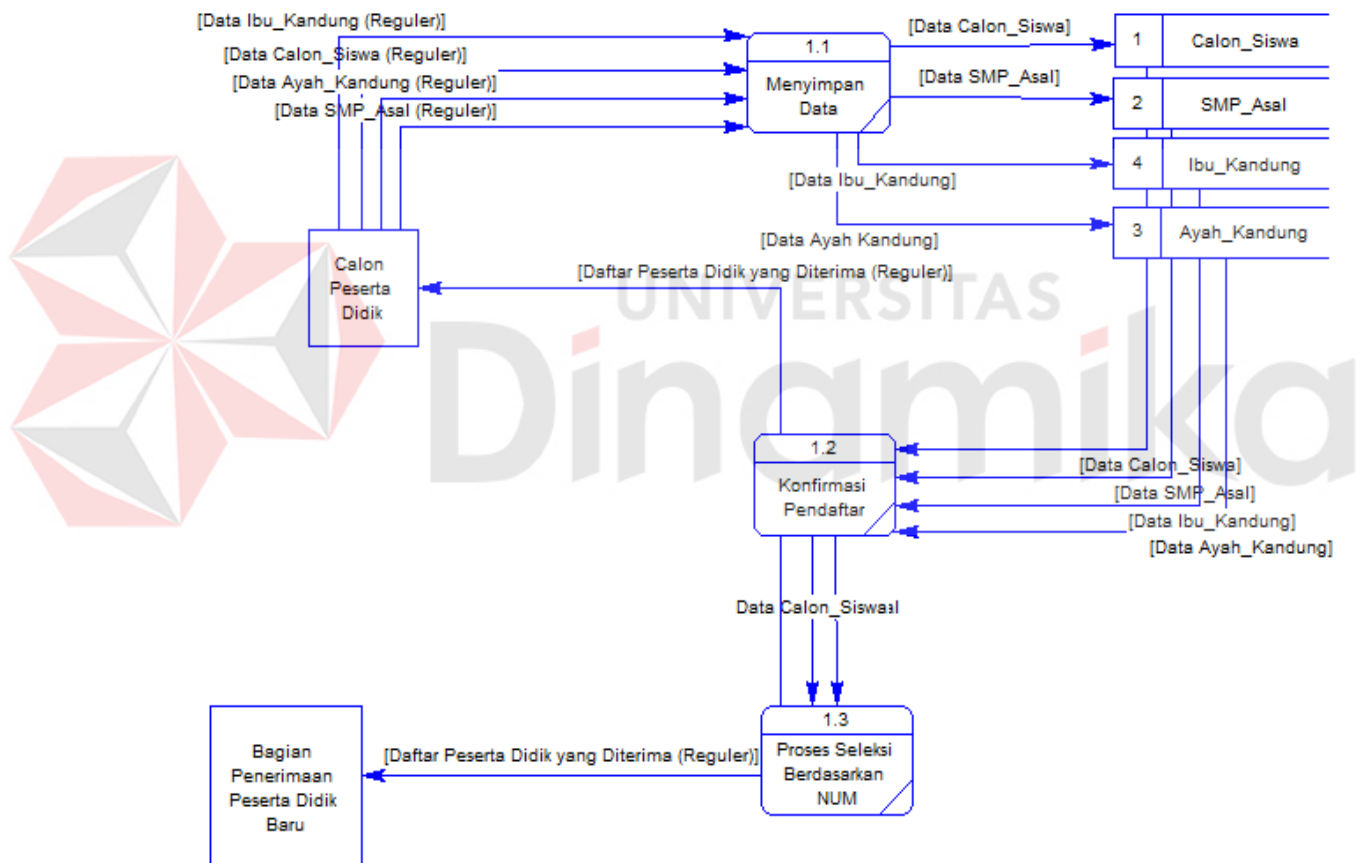 [Data Ibu_Kandung (Reguler)]
[Data Calon_Siswa (Reguler)]
[Data Ayah_Kandung (Reguler)]
[Data SMP_Asal (Reguler)]
1.1
Menyimpan
Data
[Data Calon_Siswa]
[Data SMP_Asal]
[Data Ibu_Kandung]
[Data Ayah Kandung]
1 Calon_Siswa
2 SMP_Asal
4 Ibu_Kandung
3 Ayah_Kandung
Calon
Peserta
Didik
[Daftar Peserta Didik yang Diterima (Reguler)]
UNIVERSITAS
Dinamika
1.2
Konfirmasi
Pendaftar
[Data Calon_Siswa]
[Data SMP_Asal]
[Data Ibu_Kandung]
[Data Ayah_Kandung]
Data Calon_Siswa
1.3
Proses Seleksi
Berdasarkan
NUM
[Daftar Peserta Didik yang Diterima (Reguler)]
Bagian
Penerimaan
Peserta Didik
Baru